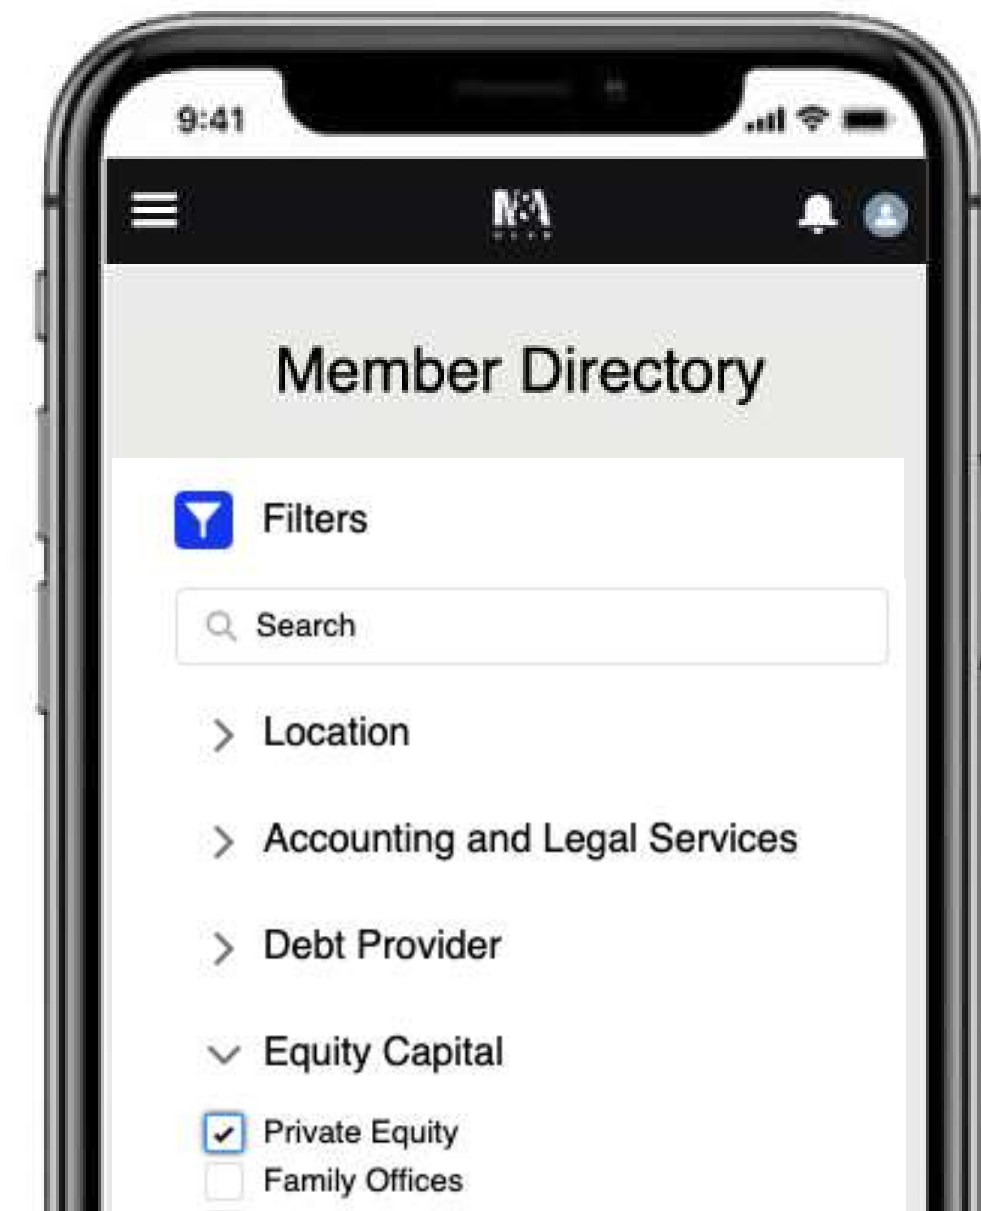 9:41
M&A
Member Directory
Filters
Search
Location
Accounting and Legal Services
Debt Provider
Equity Capital
Private Equity
Family Offices